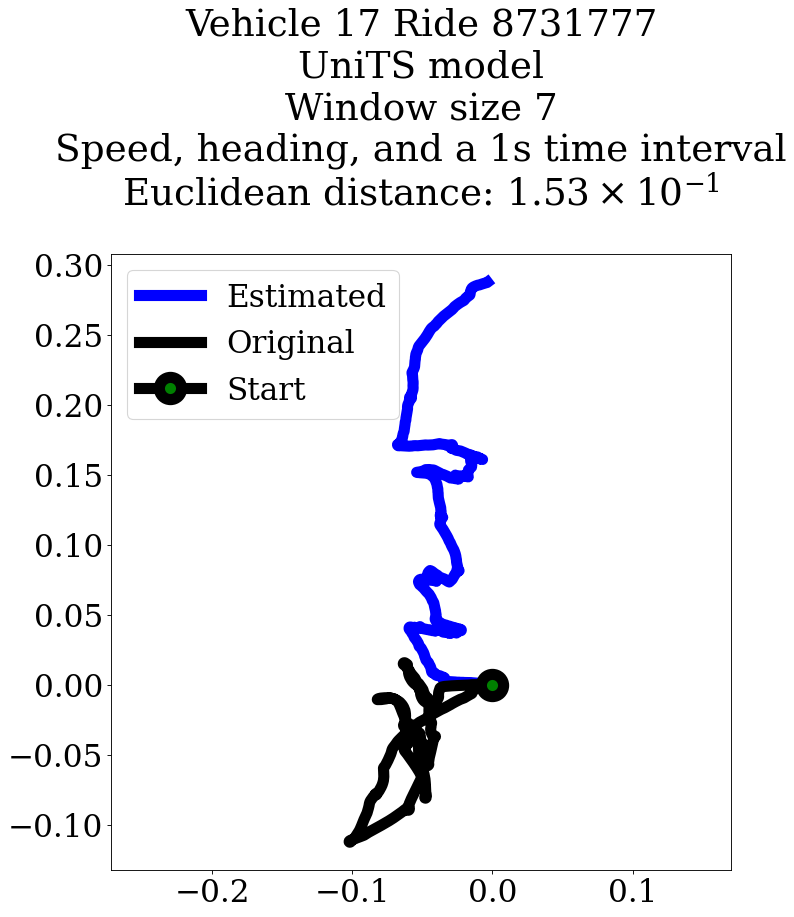 Vehicle 17 Ride 8731777
UniTS model
Window size 7
Speed, heading, and a 1s time interval
Euclidean distance: 1.53 × 10⁻¹
0.30
0.25
0.20
0.15
0.10
0.05
0.00
−0.05
−0.10
Estimated
Original
Start
−0.2
−0.1
0.0
0.1